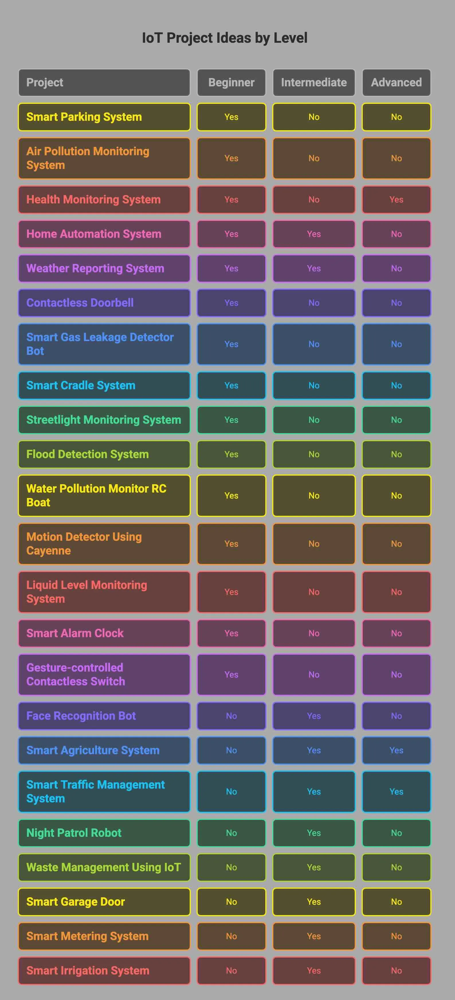 IoT Project Ideas by Level
Project Beginner Intermediate Advanced
Smart Parking System Yes No No
Air Pollution Monitoring
System Yes No No
Health Monitoring System Yes No Yes
Home Automation System Yes Yes No
Weather Reporting System Yes Yes No
Contactless Doorbell Yes No No
Smart Gas Leakage Detector
Bot Yes No No
Smart Cradle System Yes No No
Streetlight Monitoring System Yes No No
Flood Detection System Yes No No
Water Pollution Monitor RC
Boat Yes No No
Motion Detector Using
Cayenne Yes No No
Liquid Level Monitoring
System Yes No No
Smart Alarm Clock Yes No No
Gesture-controlled
Contactless Switch Yes No No
Face Recognition Bot No Yes No
Smart Agriculture System No Yes Yes
Smart Traffic Management
System No Yes Yes
Night Patrol Robot No Yes No
Waste Management Using IoT No Yes No
Smart Garage Door No Yes No
Smart Metering System No Yes No
Smart Irrigation System No Yes No